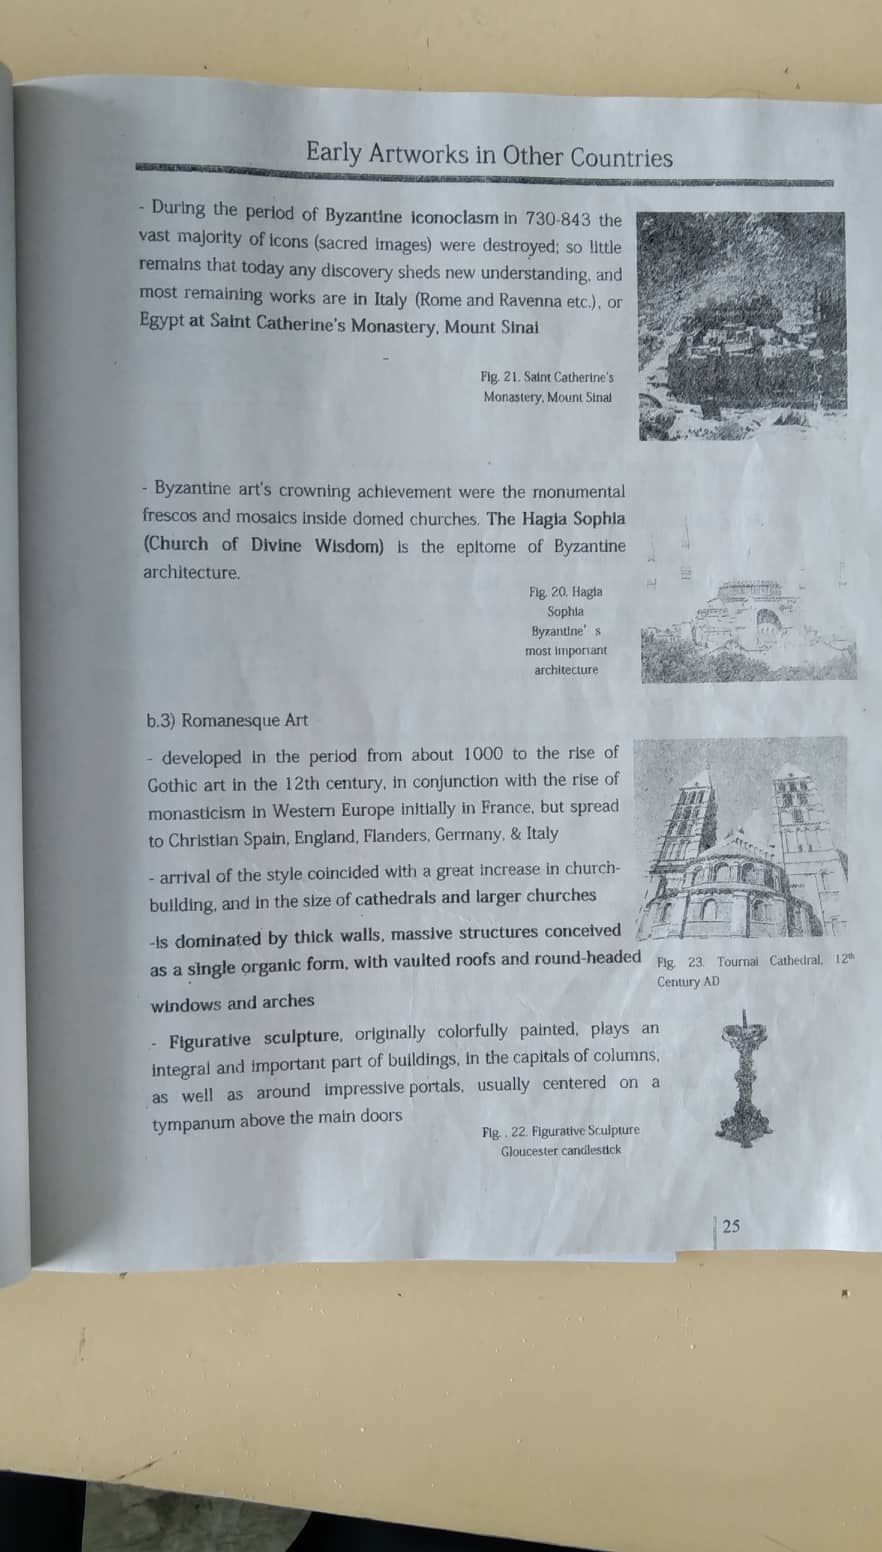 Early Artworks in Other Countries
- During the period of Byzantine iconoclasm in 730-843 the
vast majority of icons (sacred images) were destroyed; so little
remains that today any discovery sheds new understanding, and
most remaining works are in Italy (Rome and Ravenna etc.), or
Egypt at Saint Catherine's Monastery, Mount Sinai
Fig. 21. Saint Catherine's
Monastery, Mount Sinai
- Byzantine art's crowning achievement were the monumental
frescos and mosaics inside domed churches. The Hagia Sophia
(Church of Divine Wisdom) is the epitome of Byzantine
architecture.
Fig. 20. Hagia
Sophia
Byzantine' s
most important
architecture
b.3) Romanesque Art
- developed in the period from about 1000 to the rise of
Gothic art in the 12th century, in conjunction with the rise of
monasticism in Western Europe initially in France, but spread
to Christian Spain, England, Flanders, Germany, & Italy
- arrival of the style coincided with a great increase in church-
building, and in the size of cathedrals and larger churches
-is dominated by thick walls, massive structures conceived
as a single organic form, with vaulted roofs and round-headed
windows and arches
Fig. 23. Tournai Cathedral, 12th
Century AD
- Figurative sculpture, originally colorfully painted, plays an
integral and important part of buildings, in the capitals of columns,
as well as around impressive portals, usually centered on a
tympanum above the main doors
Fig. . 22. Figurative Sculpture
Gloucester candlestick
25